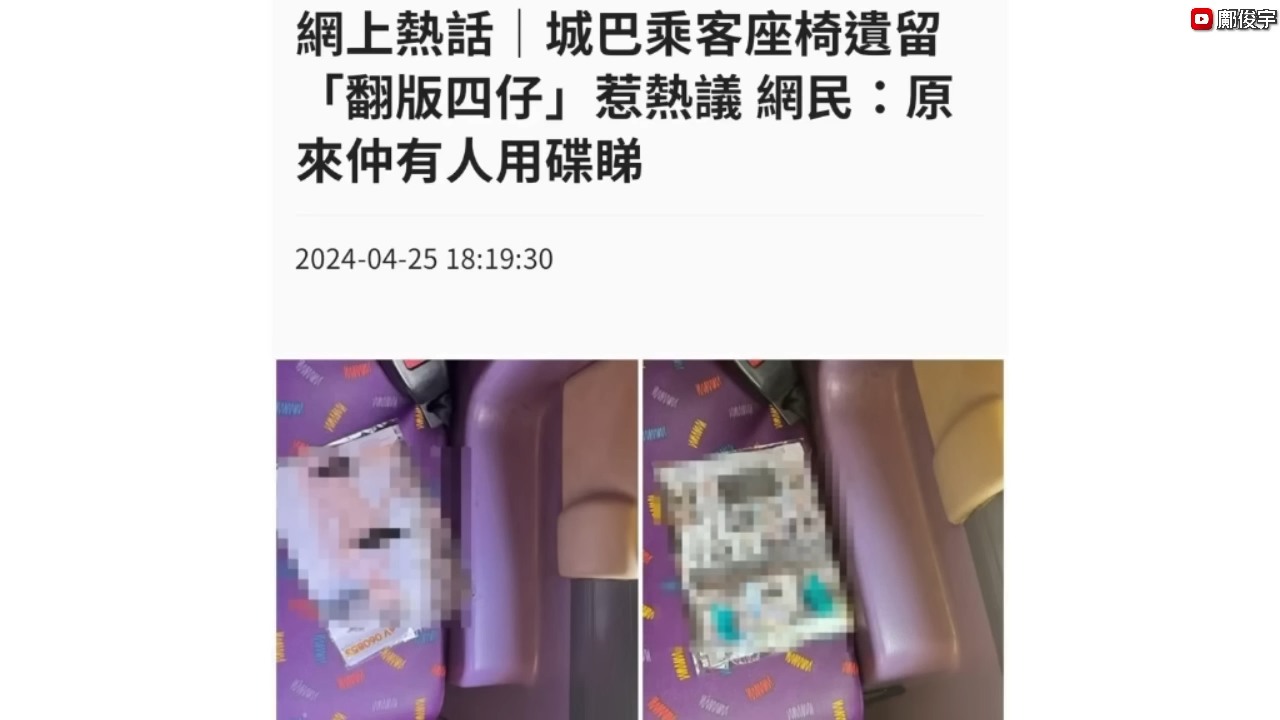 鄺俊宇
網上熱話｜城巴乘客座椅遺留
「翻版四仔」惹熱議 網民：原
來仲有人用碟睇
2024-04-25 18:19:30